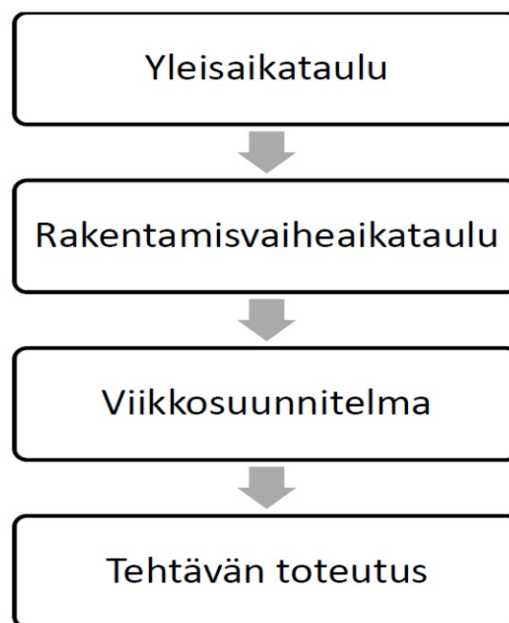 Yleisaikataulu
Rakentamisvaiheaikataulu
Viikkosuunnitelma
Tehtävän toteutus